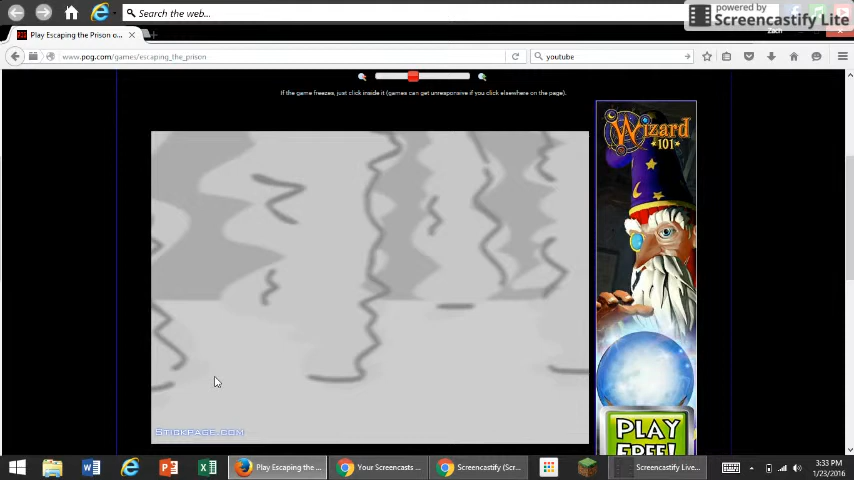 Search the web...
powered by
Screencastify Lite
Play Escaping the Prison o...
Zach
www.pog.com/games/escaping_the_prison
youtube
If the game freezes, just click inside it (games can get unresponsive if you click elsewhere on the page).
Wizard
101
PLAY
FREE!
STICKPAGE.COM
Play Escaping the ...
Your Screencasts ...
Screencastify (Scr...
Screencastify Live...
3:33 PM
1/23/2016